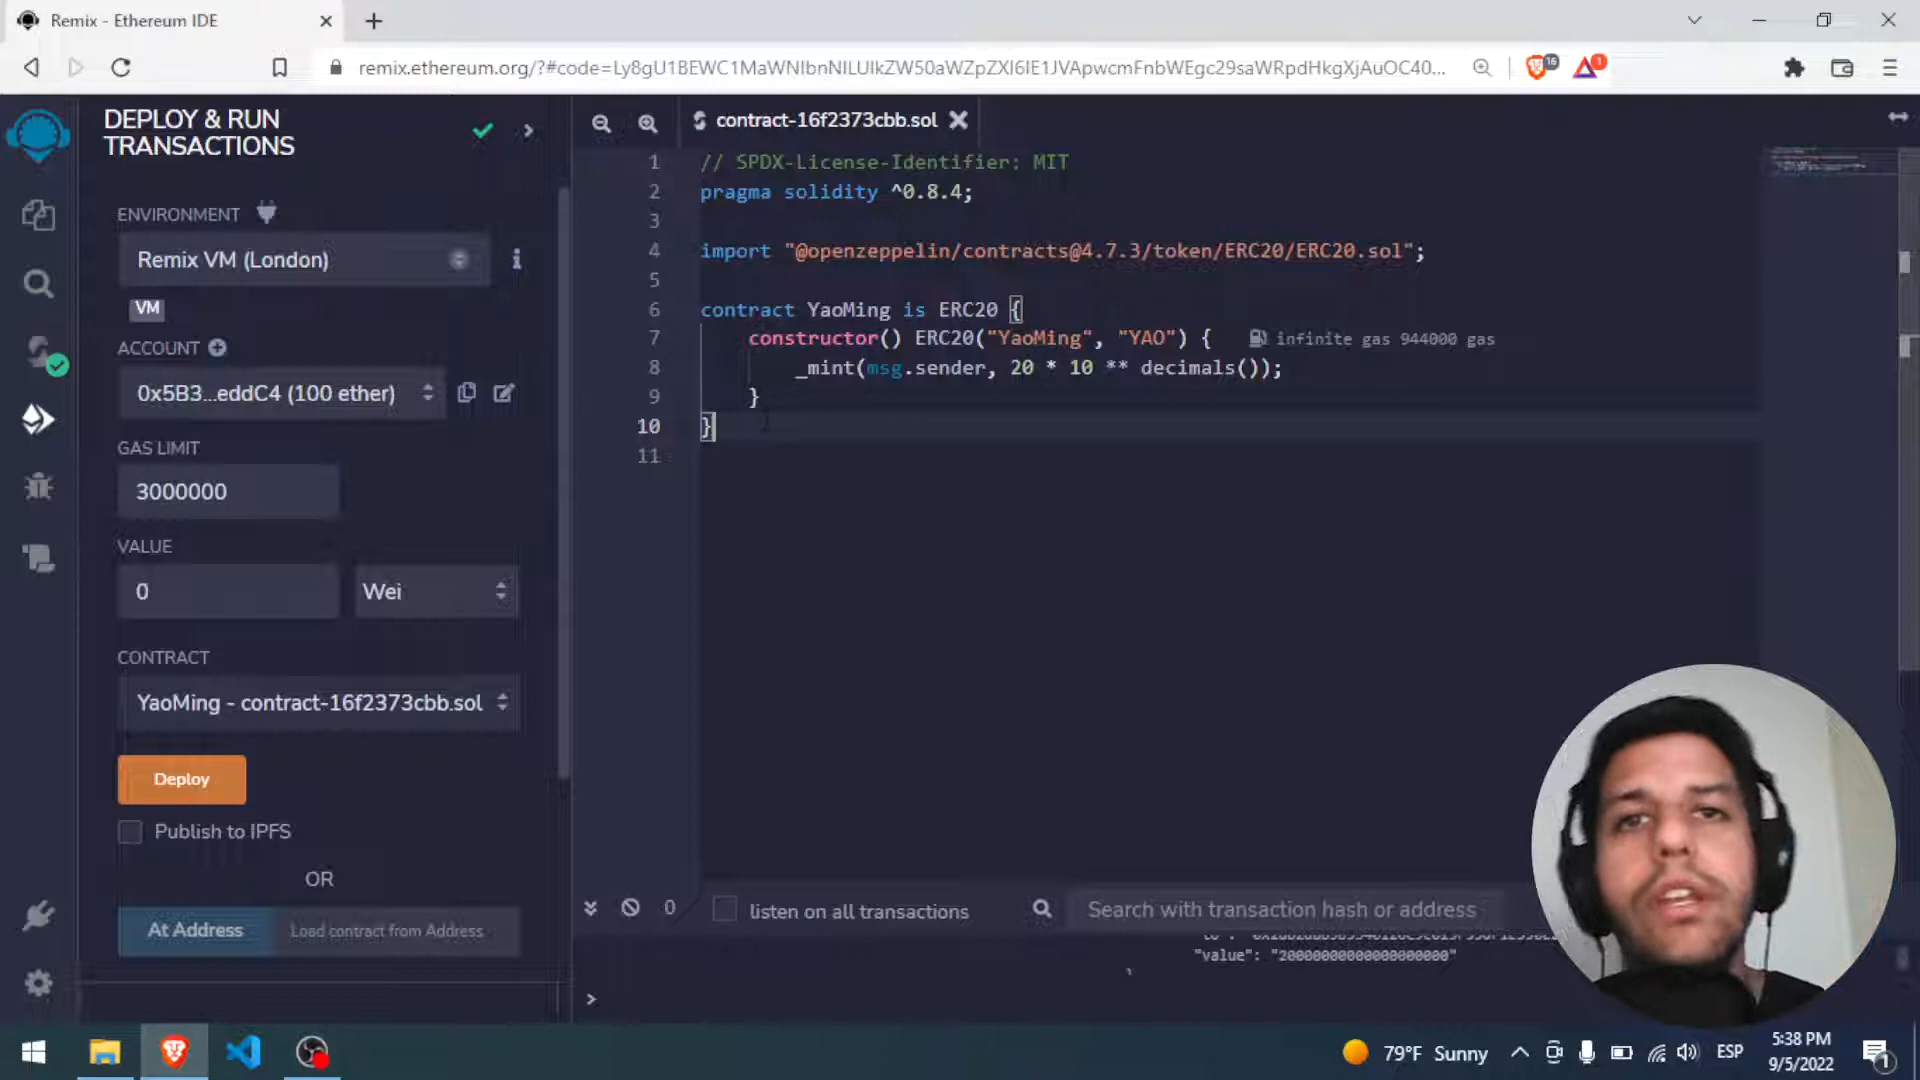 Remix - Ethereum IDE
remix.ethereum.org/?#code=Ly8gU1BEWC1MaWNlbnNlLUlkZW50aWZpZXI6IE1JVApwcmFnbWEgc29saWRpdHkgXjAuOC40...
16
1
DEPLOY & RUN
TRANSACTIONS
ENVIRONMENT
Remix VM (London)
VM
ACCOUNT
0x5B3...eddC4 (100 ether)
GAS LIMIT
3000000
VALUE
0
Wei
CONTRACT
YaoMing - contract-16f2373cbb.sol
Deploy
Publish to IPFS
OR
At Address
Load contract from Address
contract-16f2373cbb.sol
1 // SPDX-License-Identifier: MIT
2 pragma solidity ^0.8.4;
3
4 import "@openzeppelin/contracts@4.7.3/token/ERC20/ERC20.sol";
5
6 contract YaoMing is ERC20 {
7 constructor() ERC20("YaoMing", "YAO") { infinite gas 944000 gas
8 _mint(msg.sender, 20 * 10 ** decimals());
9 }
10 }
11
0
listen on all transactions
Search with transaction hash or address
"value": "20000000000000000000"
>
79°F Sunny
ESP
5:38 PM
9/5/2022
1